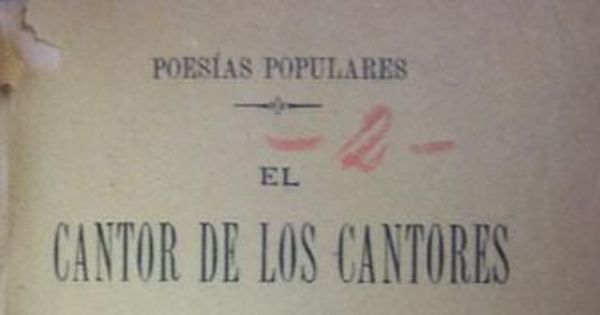 POESÍAS POPULARES
- 2 -
EL
CANTOR DE LOS CANTORES